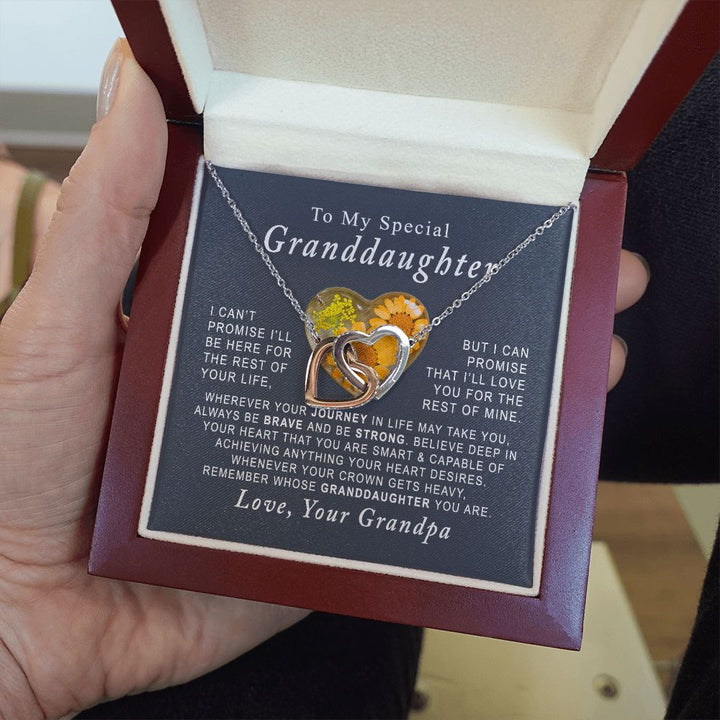 To My Special
Granddaughter
I CAN'T
PROMISE I'LL
BE HERE FOR
THE REST OF
YOUR LIFE,
BUT I CAN
PROMISE
THAT I'LL LOVE
YOU FOR THE
REST OF MINE.
WHEREVER YOUR JOURNEY IN LIFE MAY TAKE YOU,
ALWAYS BE BRAVE AND BE STRONG. BELIEVE DEEP IN
YOUR HEART THAT YOU ARE SMART & CAPABLE OF
ACHIEVING ANYTHING YOUR HEART DESIRES.
WHENEVER YOUR CROWN GETS HEAVY,
REMEMBER WHOSE GRANDDAUGHTER YOU ARE.
Love, Your Grandpa